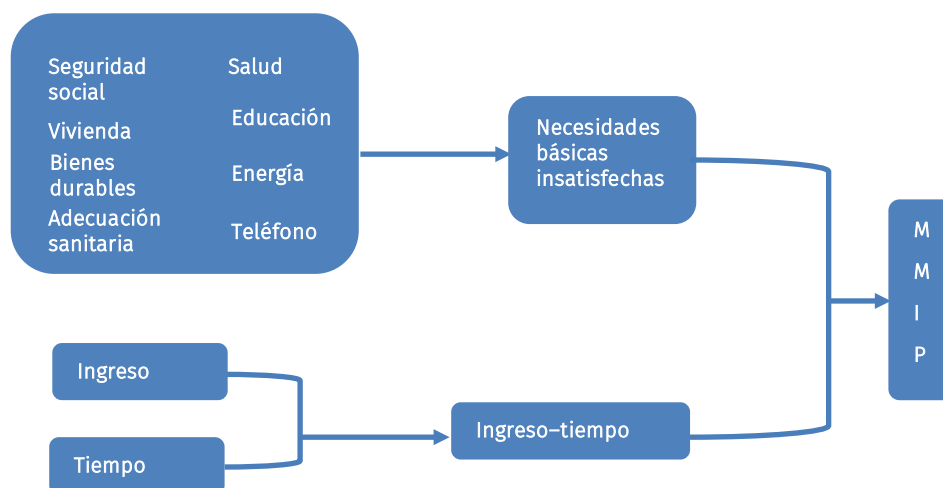 Seguridad
social
Vivienda
Bienes
durables
Adecuación
sanitaria
Salud
Educación
Energía
Teléfono
Necesidades
básicas
insatisfechas
Ingreso
Tiempo
Ingreso–tiempo
M
M
I
P